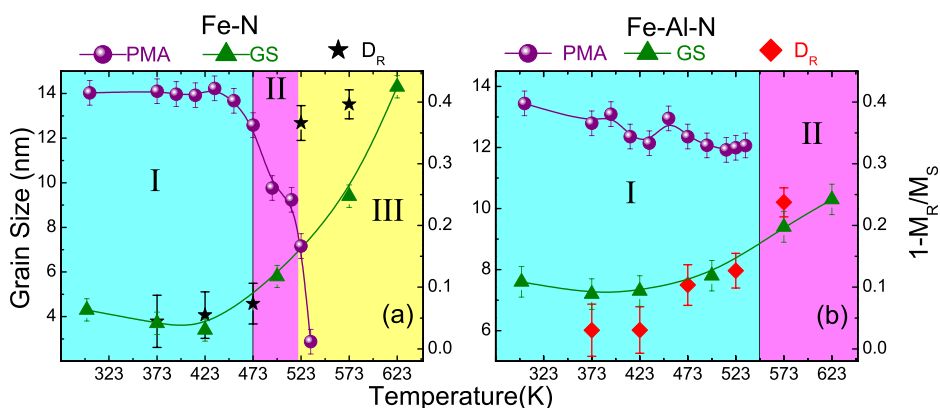 Fe-N
Fe-Al-N
PMA GS D_R
PMA GS D_R
14
12
10
8
6
4
Grain Size (nm)
I
II
III
(a)
0.4
0.3
0.2
0.1
0.0
323 373 423 473 523 573 623
14
12
10
8
6
I
II
(b)
0.4
0.3
0.2
0.1
0.0
1-M_R/M_S
323 373 423 473 523 573 623
Temperature(K)